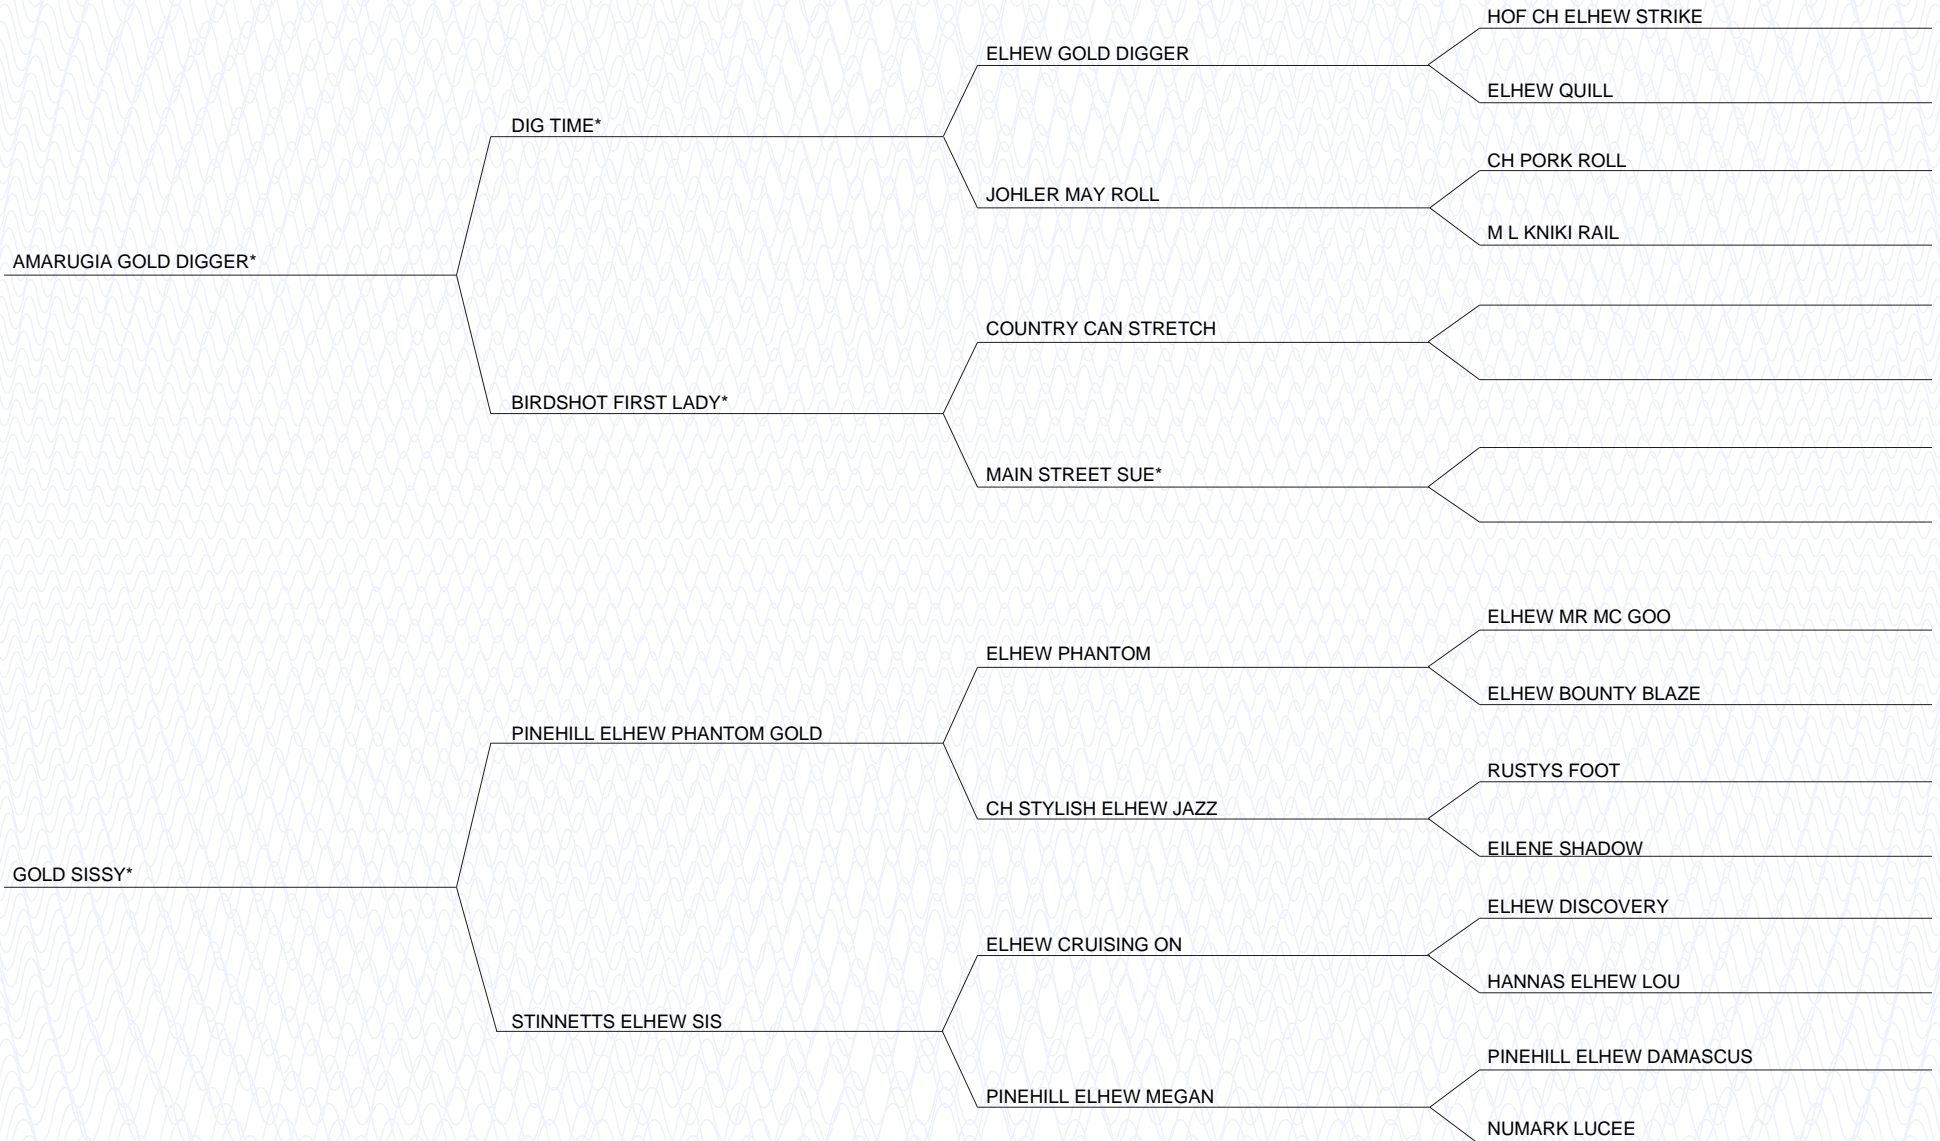 HOF CH ELHEW STRIKE
ELHEW GOLD DIGGER
ELHEW QUILL
DIG TIME*
CH PORK ROLL
JOHLER MAY ROLL
M L KNIKI RAIL
AMARUGIA GOLD DIGGER*
COUNTRY CAN STRETCH
BIRDSHOT FIRST LADY*
MAIN STREET SUE*
ELHEW MR MC GOO
ELHEW PHANTOM
ELHEW BOUNTY BLAZE
PINEHILL ELHEW PHANTOM GOLD
RUSTYS FOOT
CH STYLISH ELHEW JAZZ
EILENE SHADOW
GOLD SISSY*
ELHEW DISCOVERY
ELHEW CRUISING ON
HANNAS ELHEW LOU
STINNETTS ELHEW SIS
PINEHILL ELHEW DAMASCUS
PINEHILL ELHEW MEGAN
NUMARK LUCEE